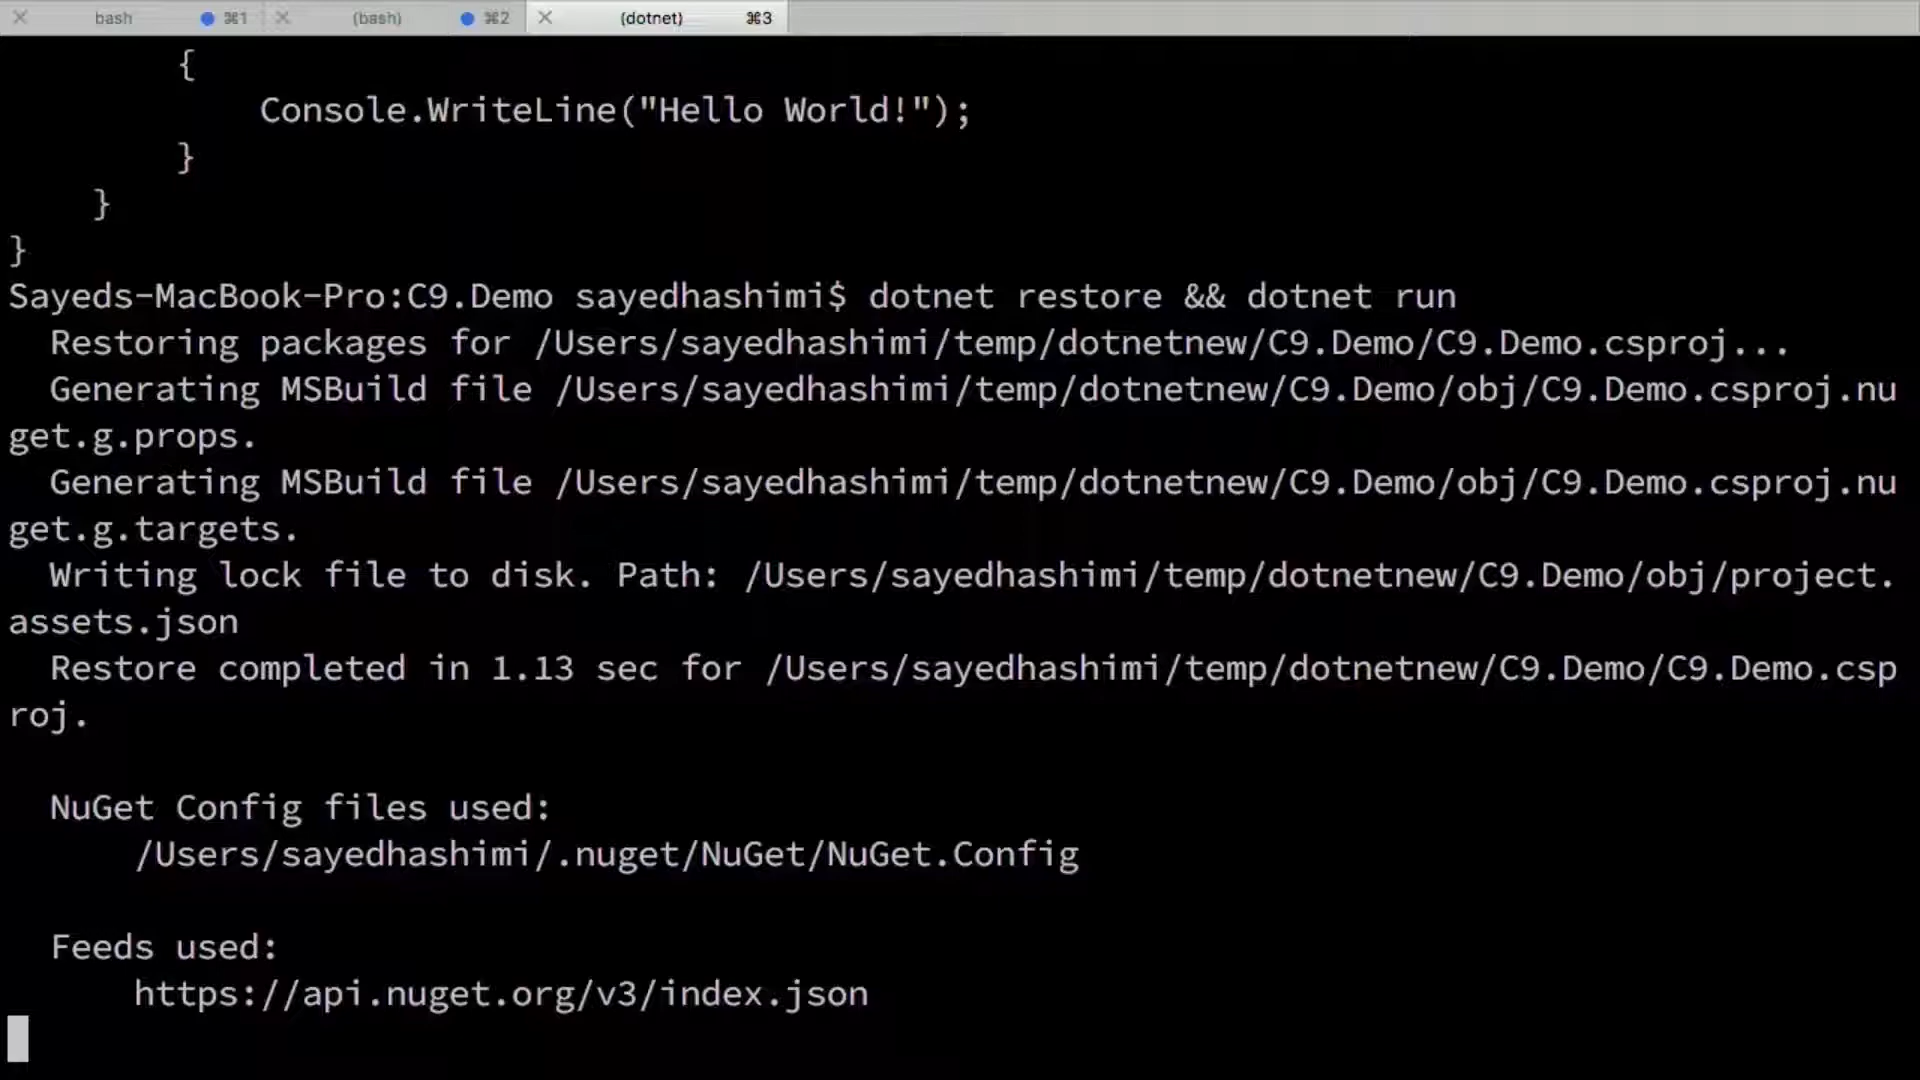 bash ⌘1 (bash) ⌘2 (dotnet) ⌘3
{
Console.WriteLine("Hello World!");
}
}
}
Sayeds-MacBook-Pro:C9.Demo sayedhashimi$ dotnet restore && dotnet run
Restoring packages for /Users/sayedhashimi/temp/dotnetnew/C9.Demo/C9.Demo.csproj...
Generating MSBuild file /Users/sayedhashimi/temp/dotnetnew/C9.Demo/obj/C9.Demo.csproj.nu
get.g.props.
Generating MSBuild file /Users/sayedhashimi/temp/dotnetnew/C9.Demo/obj/C9.Demo.csproj.nu
get.g.targets.
Writing lock file to disk. Path: /Users/sayedhashimi/temp/dotnetnew/C9.Demo/obj/project.
assets.json
Restore completed in 1.13 sec for /Users/sayedhashimi/temp/dotnetnew/C9.Demo/C9.Demo.csp
roj.
NuGet Config files used:
/Users/sayedhashimi/.nuget/NuGet/NuGet.Config
Feeds used:
https://api.nuget.org/v3/index.json